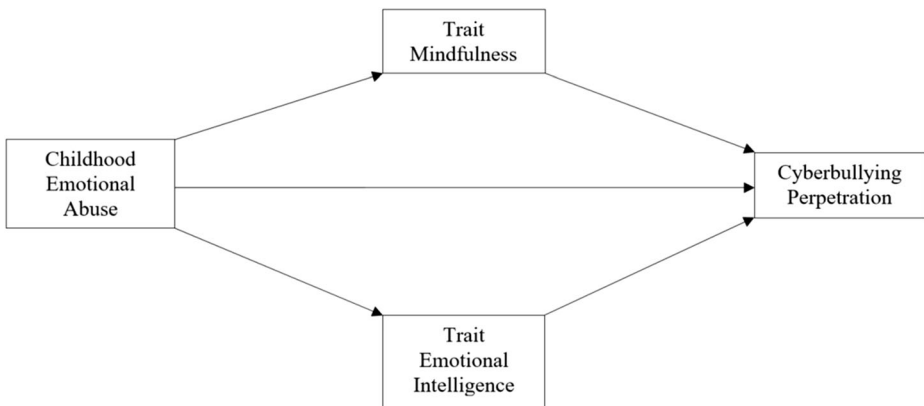 Trait
Mindfulness
Childhood
Emotional
Abuse
Cyberbullying
Perpetration
Trait
Emotional
Intelligence